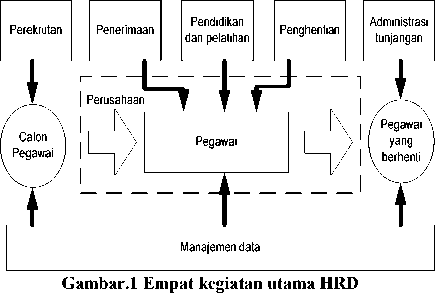 Perekrutan
Penerimaan
Pendidikan
dan pelatihan
Penghentian
Administrasi
tunjangan
Perusahaan
Calon
Pegawai
Pegawai
Pegawai
yang
berhenti
Manajemen data
Gambar.1 Empat kegiatan utama HRD